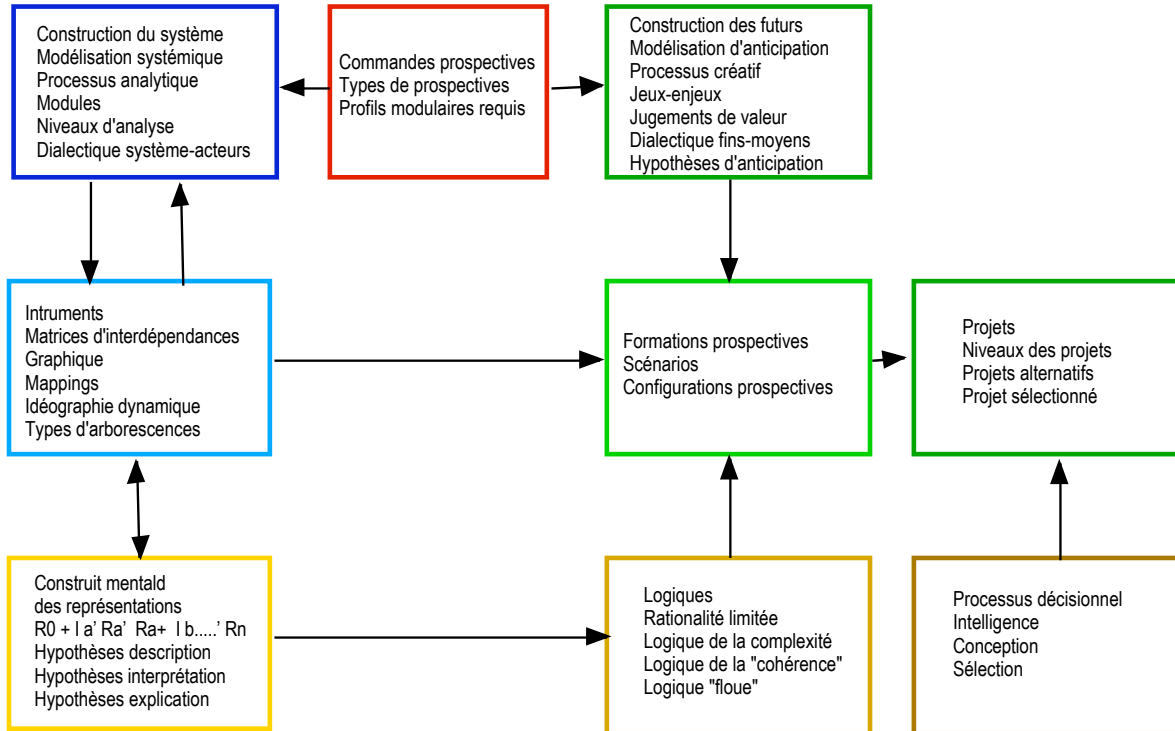 Construction du système
Modélisation systémique
Processus analytique
Modules
Niveaux d'analyse
Dialectique système-acteurs
Commandes prospectives
Types de prospectives
Profils modulaires requis
Construction des futurs
Modélisation d'anticipation
Processus créatif
Jeux-enjeux
Jugements de valeur
Dialectique fins-moyens
Hypothèses d'anticipation
Intruments
Matrices d'interdépendances
Graphique
Mappings
Idéographie dynamique
Types d'arborescences
Formations prospectives
Scénarios
Configurations prospectives
Projets
Niveaux des projets
Projets alternatifs
Projet sélectionné
Construit mentald
des représentations
R0 + I a’ Ra’ Ra+ I b.....’ Rn
Hypothèses description
Hypothèses interprétation
Hypothèses explication
Logiques
Rationalité limitée
Logique de la complexité
Logique de la "cohérence"
Logique "floue"
Processus décisionnel
Intelligence
Conception
Sélection